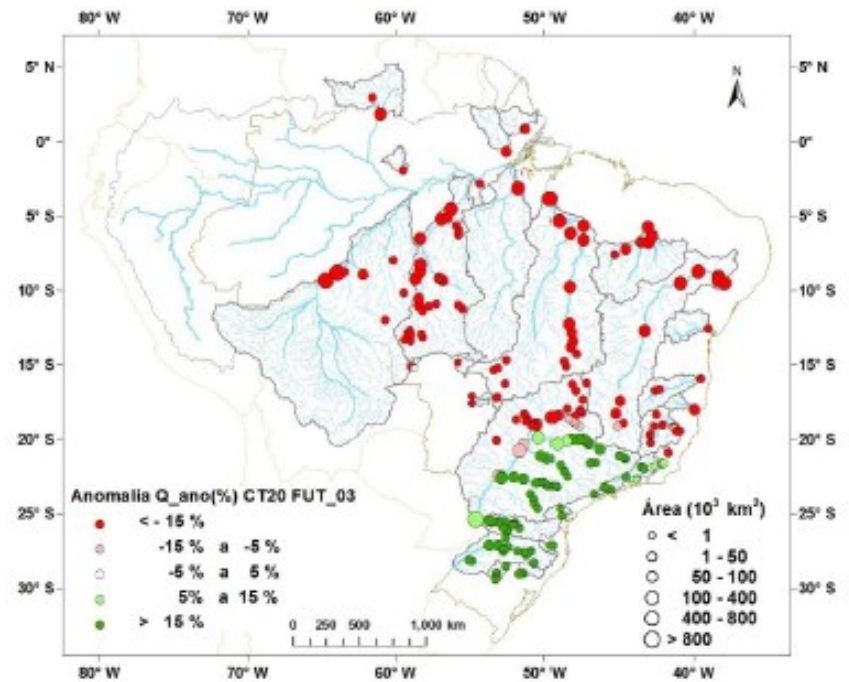 80° W 70° W 60° W 50° W 40° W
N
5° N 5° N
0° 0°
5° S 5° S
10° S 10° S
15° S 15° S
20° S 20° S
25° S 25° S
30° S 30° S
Anomalia Q_ano(%) CT20 FUT_03
< - 15 %
-15 % a -5 %
-5 % a 5 %
5% a 15 %
> 15 %
0 250 500 1,000 km
Área (10³ km²)
< 1
1 - 50
50 - 100
100 - 400
400 - 800
> 800
80° W 70° W 60° W 50° W 40° W